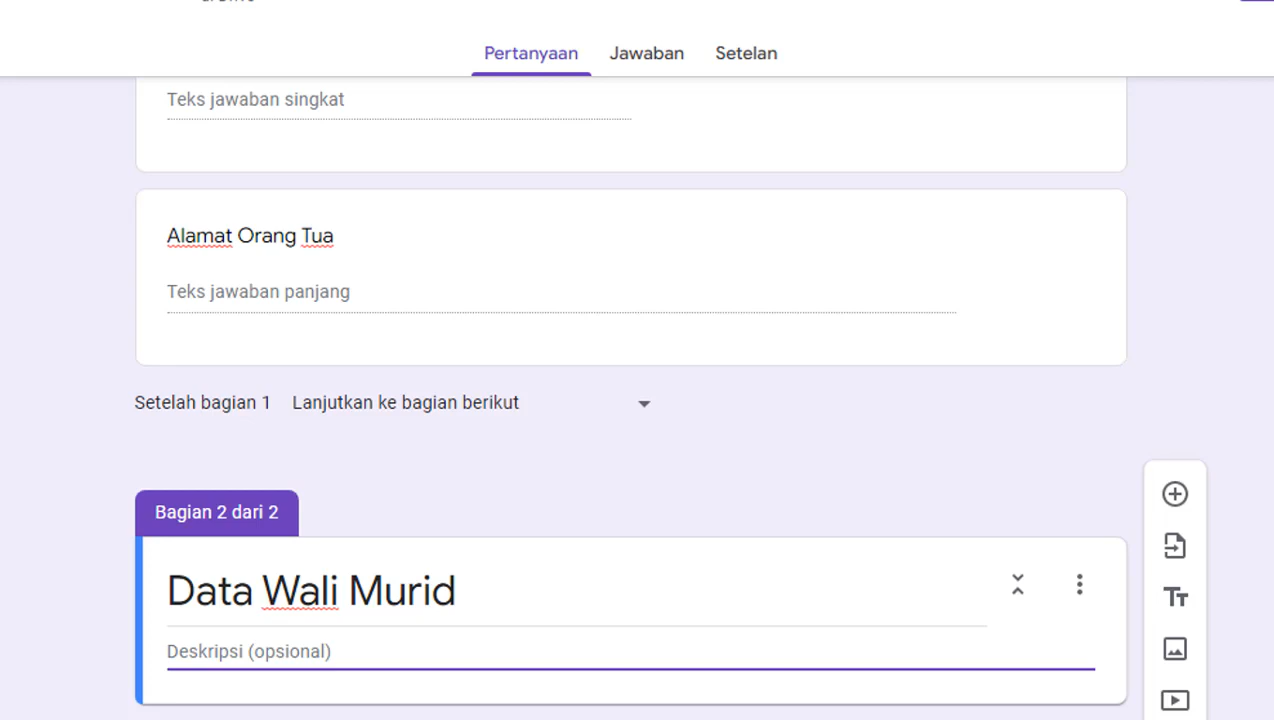 Pertanyaan Jawaban Setelan
Teks jawaban singkat
Alamat Orang Tua
Teks jawaban panjang
Setelah bagian 1 Lanjutkan ke bagian berikut
Bagian 2 dari 2
Data Wali Murid
Deskripsi (opsional)